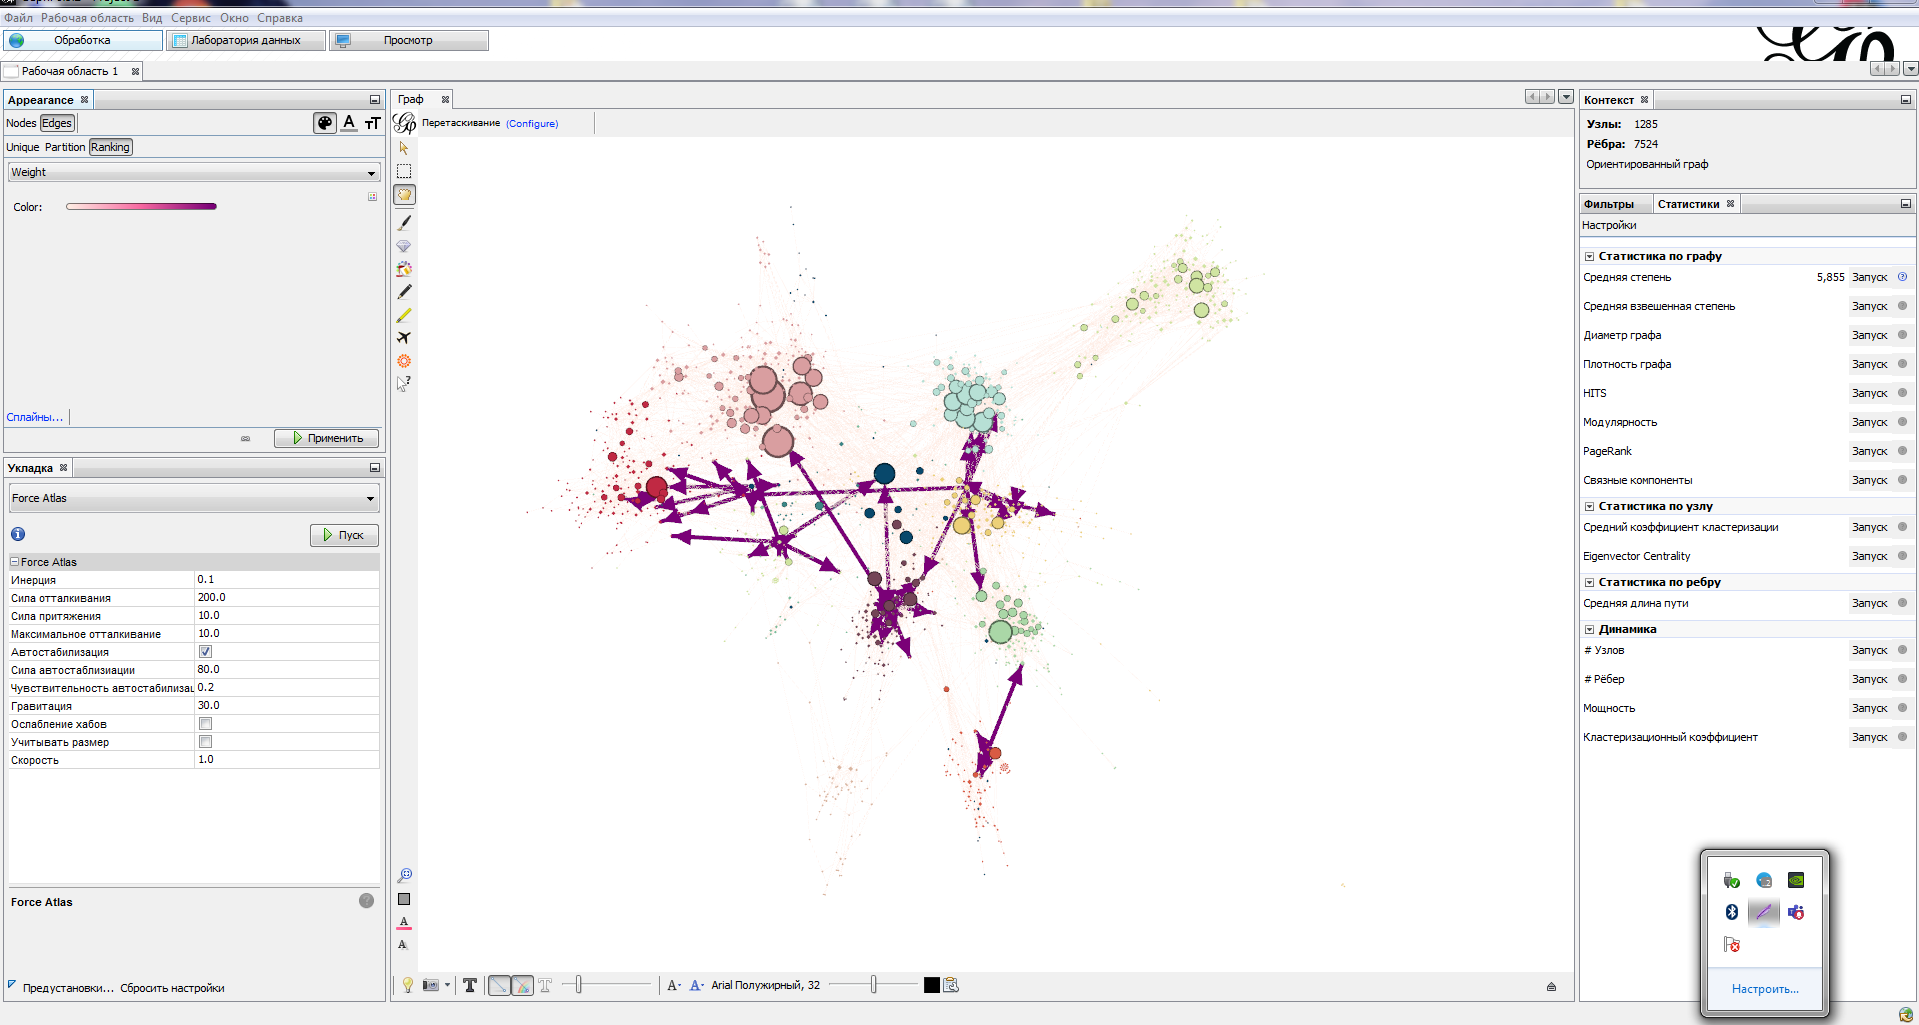 Файл Рабочая область Вид Сервис Окно Справка
Обработка Лаборатория данных Просмотр
Рабочая область 1
Appearance
Nodes Edges
Unique Partition Ranking
Weight
Color:
Сплайны...
Применить
Укладка
Force Atlas
Пуск
Force Atlas
Инерция 0.1
Сила отталкивания 200.0
Сила притяжения 10.0
Максимальное отталкивание 10.0
Автостабилизация
Сила автостаблизиации 80.0
Чувствительность автостабилизац 0.2
Гравитация 30.0
Ослабление хабов
Учитывать размер
Скорость 1.0
Force Atlas
Предустановки... Сбросить настройки
Граф
Перетаскивание (Configure)
Arial Полужирный, 32
Контекст
Узлы: 1285
Рёбра: 7524
Ориентированный граф
Фильтры Статистики
Настройки
Статистика по графу
Средняя степень 5,855 Запуск
Средняя взвешенная степень Запуск
Диаметр графа Запуск
Плотность графа Запуск
HITS Запуск
Модулярность Запуск
PageRank Запуск
Связные компоненты Запуск
Статистика по узлу
Средний коэффициент кластеризации Запуск
Eigenvector Centrality Запуск
Статистика по ребру
Средняя длина пути Запуск
Динамика
# Узлов Запуск
# Рёбер Запуск
Мощность Запуск
Кластеризационный коэффициент Запуск
Настроить...